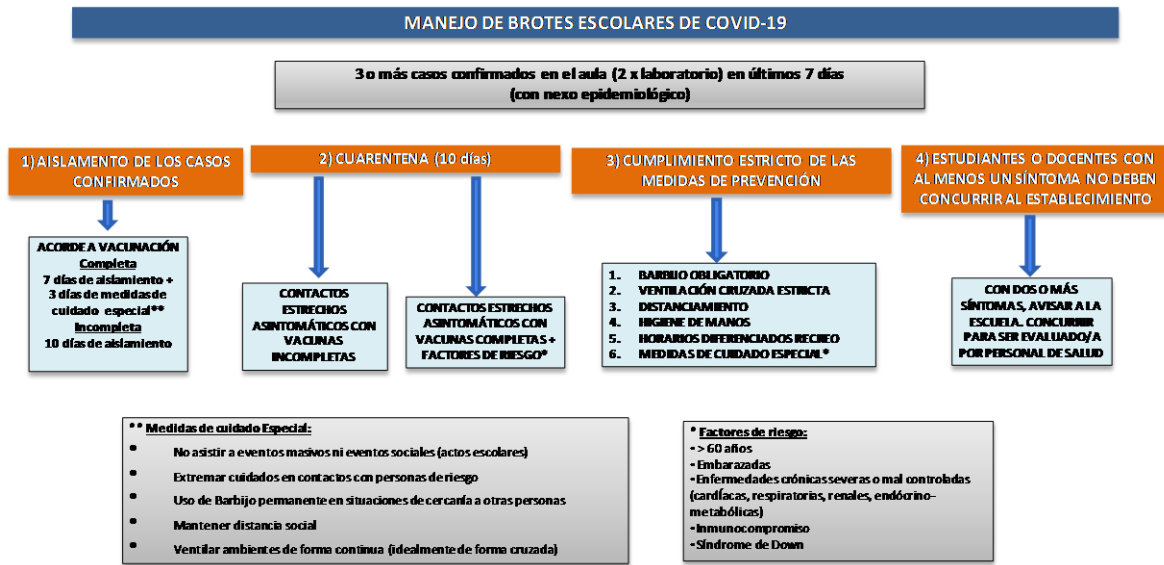 MANEJO DE BROTES ESCOLARES DE COVID-19
3 o más casos confirmados en el aula (2 x laboratorio) en últimos 7 días
(con nexo epidemiológico)
1) AISLAMENTO DE LOS CASOS
CONFIRMADOS
ACORDE A VACUNACIÓN
Completa
7 días de aislamiento +
3 días de medidas de
cuidado especial**
Incompleta
10 días de aislamiento
2) CUARENTENA (10 días)
CONTACTOS
ESTRECHOS
ASINTOMÁTICOS CON
VACUNAS
INCOMPLETAS
CONTACTOS ESTRECHOS
ASINTOMÁTICOS CON
VACUNAS COMPLETAS +
FACTORES DE RIESGO*
3) CUMPLIMIENTO ESTRICTO DE LAS
MEDIDAS DE PREVENCIÓN
1. BARBIJO OBLIGATORIO
2. VENTILACIÓN CRUZADA ESTRICTA
3. DISTANCIAMIENTO
4. HIGIENE DE MANOS
5. HORARIOS DIFERENCIADOS RECREO
6. MEDIDAS DE CUIDADO ESPECIAL*
4) ESTUDIANTES O DOCENTES CON
AL MENOS UN SÍNTOMA NO DEBEN
CONCURRIR AL ESTABLECIMIENTO
CON DOS O MÁS
SÍNTOMAS, AVISAR A LA
ESCUELA. CONCURRIR
PARA SER EVALUADO/A
POR PERSONAL DE SALUD
** Medidas de cuidado Especial:
• No asistir a eventos masivos ni eventos sociales (actos escolares)
• Extremar cuidados en contactos con personas de riesgo
• Uso de Barbijo permanente en situaciones de cercanía a otras personas
• Mantener distancia social
• Ventilar ambientes de forma continua (idealmente de forma cruzada)
* Factores de riesgo:
- > 60 años
- Embarazadas
- Enfermedades crónicas severas o mal controladas
(cardíacas, respiratorias, renales, endócrino-
metabólicas)
- Inmunocompromiso
- Síndrome de Down